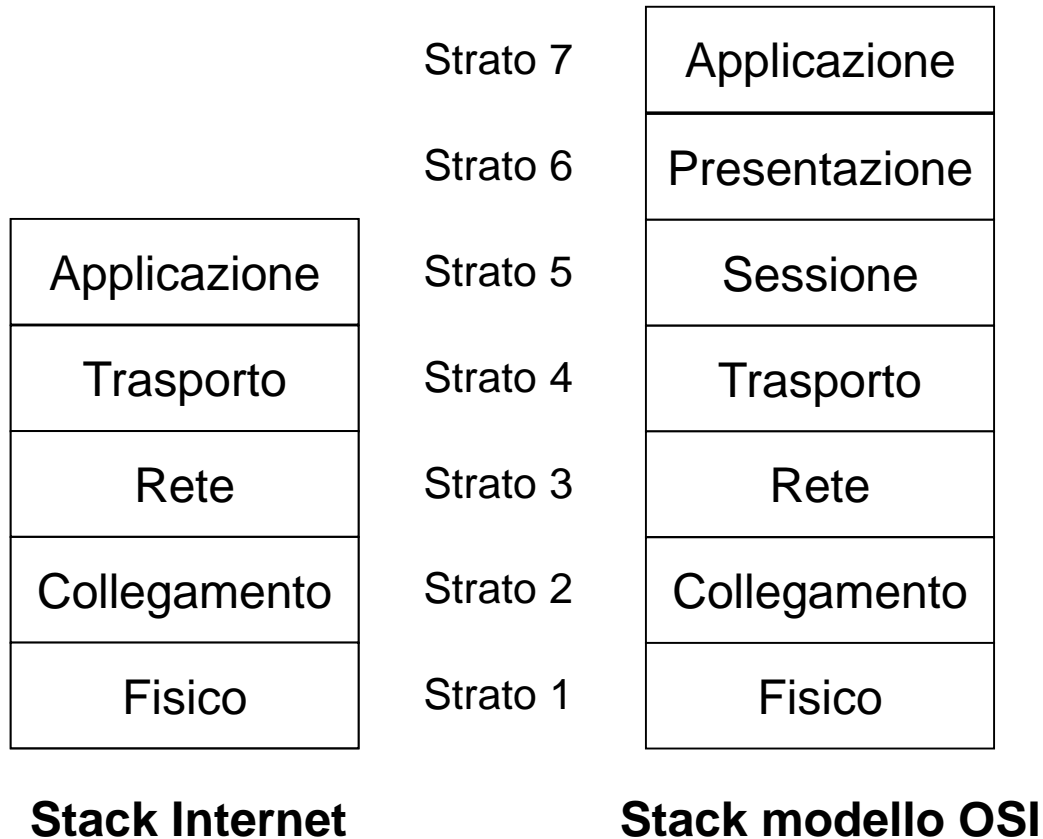 Strato 7 Applicazione
Strato 6 Presentazione
Applicazione Strato 5 Sessione
Trasporto Strato 4 Trasporto
Rete Strato 3 Rete
Collegamento Strato 2 Collegamento
Fisico Strato 1 Fisico
Stack Internet Stack modello OSI